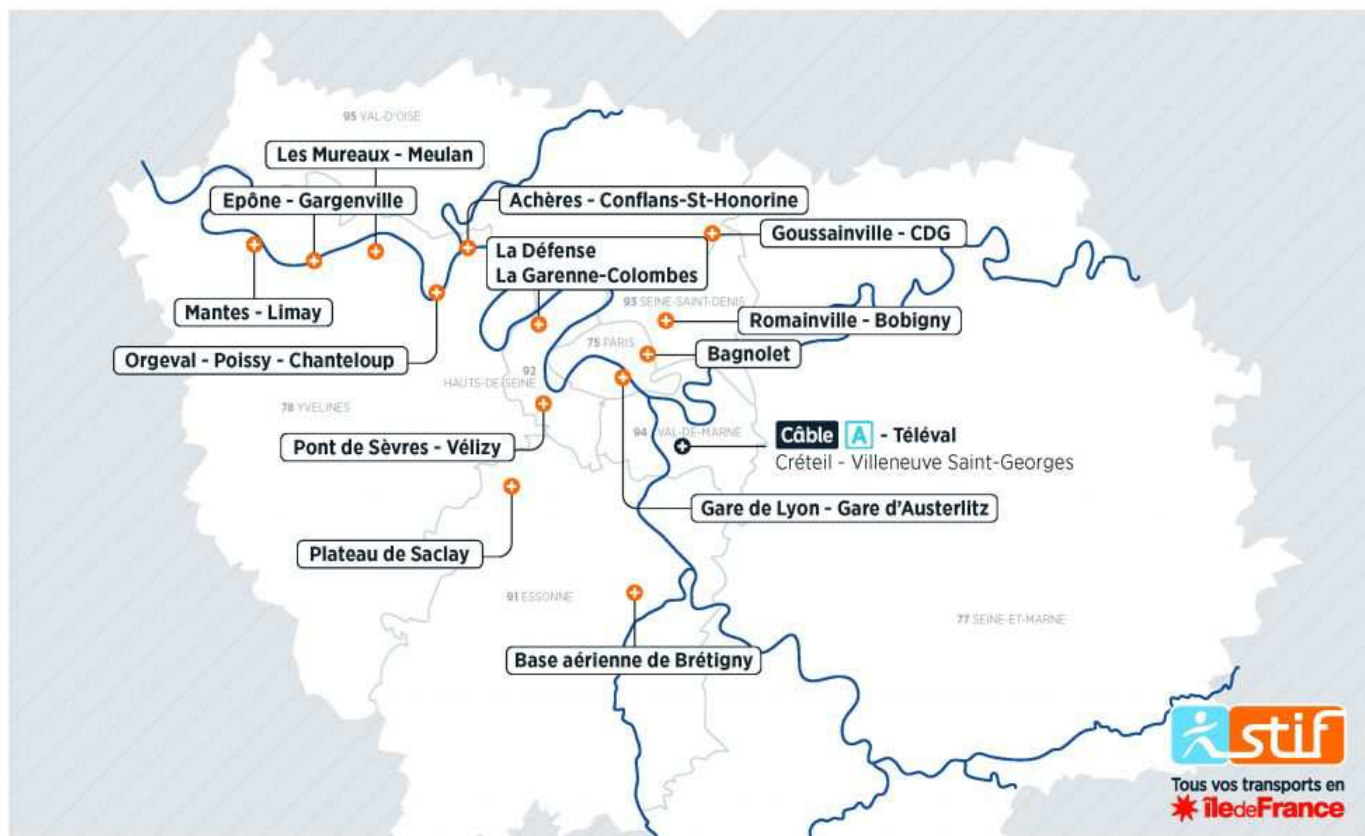 95 VAL-D'OISE
Les Mureaux - Meulan
Epône - Gargenville
Achères - Conflans-St-Honorine
Goussainville - CDG
La Défense
La Garenne-Colombes
Mantes - Limay
93 SEINE-SAINT-DENIS
Romainville - Bobigny
Orgeval - Poissy - Chanteloup
75 PARIS
Bagnolet
92
HAUTS-DE-SEINE
78 YVELINES
94 VAL-DE-MARNE
Câble A - Téléval
Créteil - Villeneuve Saint-Georges
Pont de Sèvres - Vélizy
Gare de Lyon - Gare d'Austerlitz
Plateau de Saclay
91 ESSONNE
77 SEINE-ET-MARNE
Base aérienne de Brétigny
stif
Tous vos transports en
îledeFrance